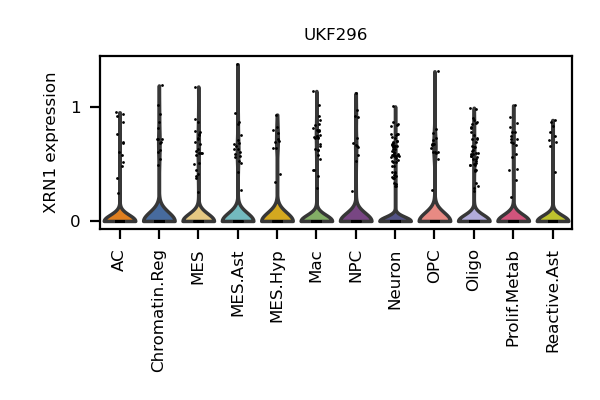 UKF296
XRN1 expression
1
0
AC
Chromatin.Reg
MES
MES.Ast
MES.Hyp
Mac
NPC
Neuron
OPC
Oligo
Prolif.Metab
Reactive.Ast